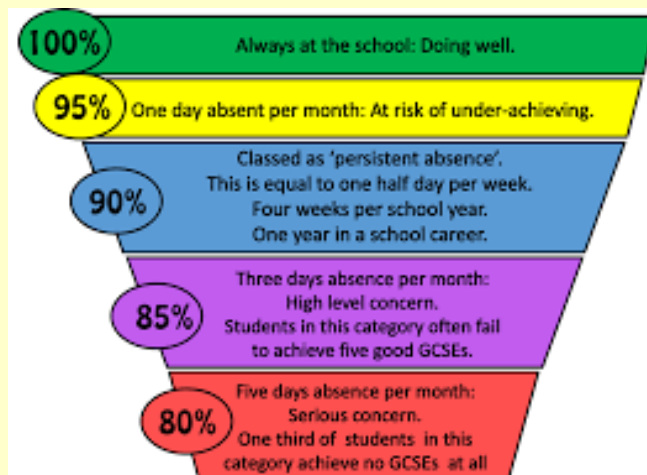 100%
Always at the school: Doing well.
95%
One day absent per month: At risk of under-achieving.
90%
Classed as 'persistent absence'.
This is equal to one half day per week.
Four weeks per school year.
One year in a school career.
85%
Three days absence per month:
High level concern.
Students in this category often fail
to achieve five good GCSEs.
80%
Five days absence per month:
Serious concern.
One third of students in this
category achieve no GCSEs at all